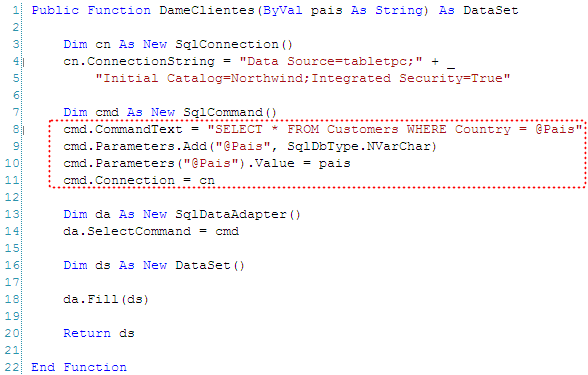 1 Public Function DameClientes(ByVal pais As String) As DataSet
2
3     Dim cn As New SqlConnection()
4     cn.ConnectionString = "Data Source=tabletpc;" + _
5         "Initial Catalog=Northwind;Integrated Security=True"
6
7     Dim cmd As New SqlCommand()
8     cmd.CommandText = "SELECT * FROM Customers WHERE Country = @Pais"
9     cmd.Parameters.Add("@Pais", SqlDbType.NVarChar)
10     cmd.Parameters("@Pais").Value = pais
11     cmd.Connection = cn
12
13     Dim da As New SqlDataAdapter()
14     da.SelectCommand = cmd
15
16     Dim ds As New DataSet()
17
18     da.Fill(ds)
19
20     Return ds
21
22 End Function